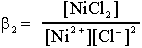 β₂ = [NiCl₂] / [Ni²⁺][Cl⁻]²